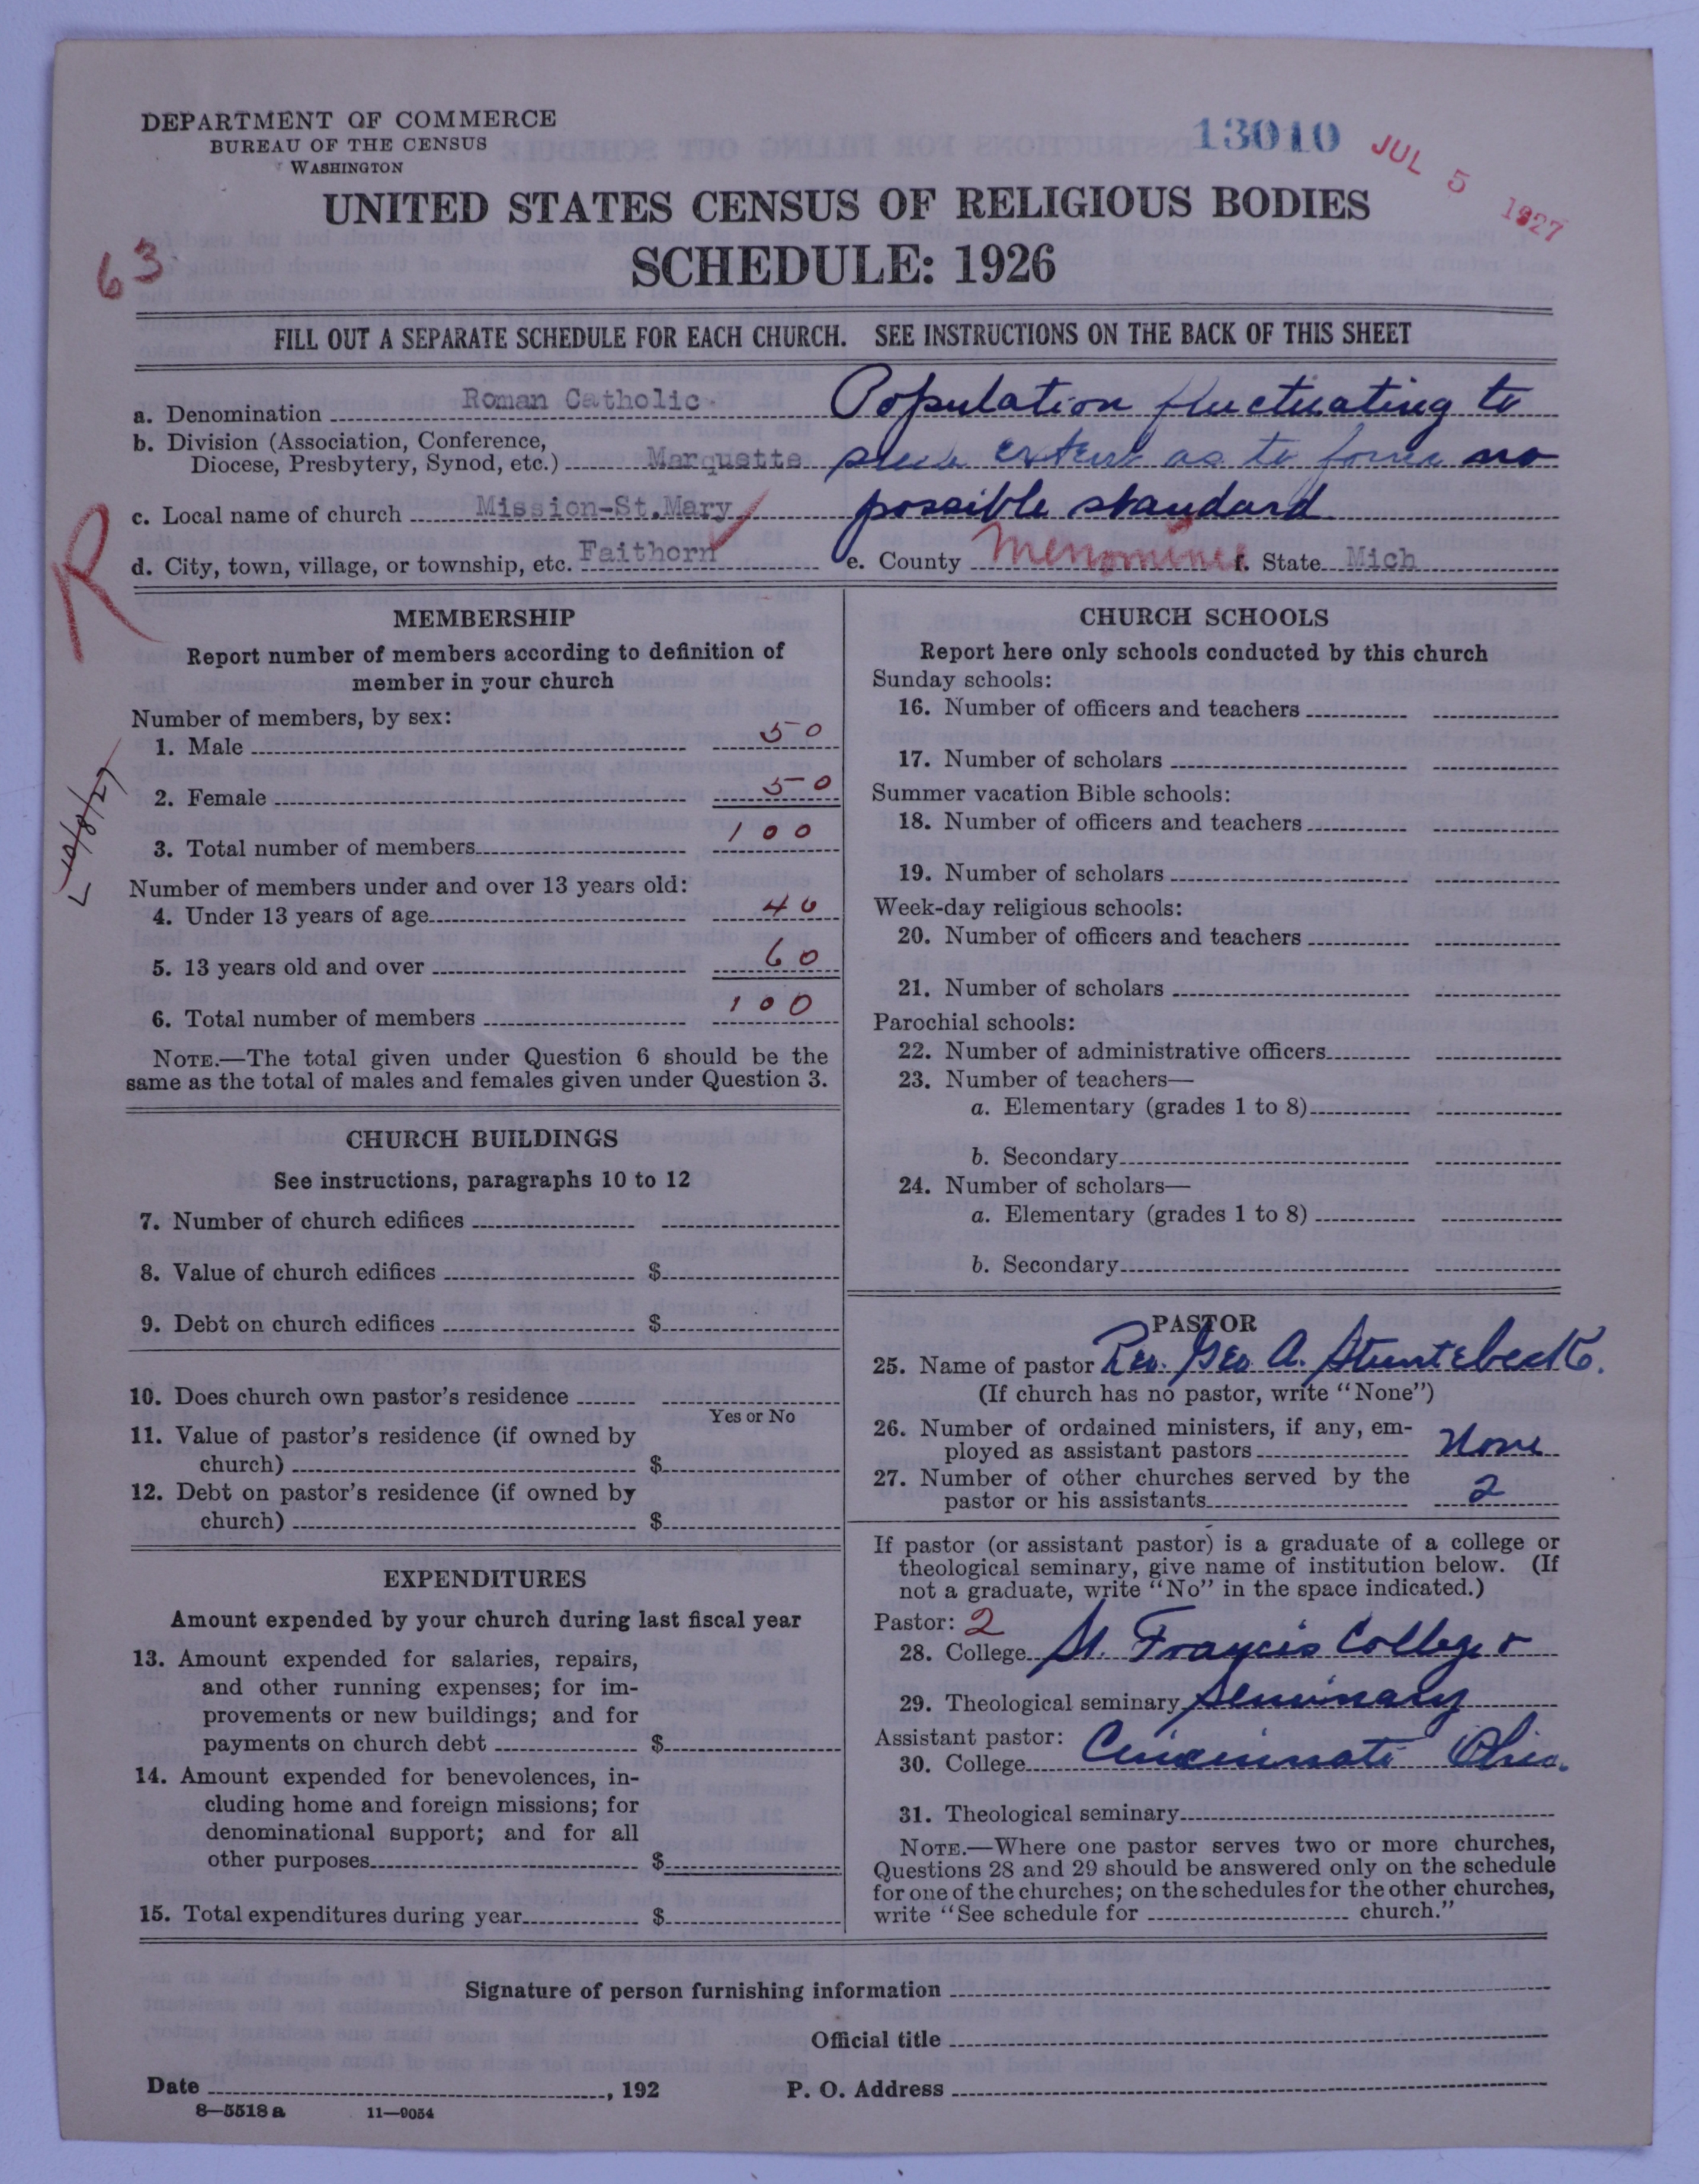 DEPARTMENT OF COMMERCE
BUREAU OF THE CENSUS
WASHINGTON
13010
JUL 5 1927
UNITED STATES CENSUS OF RELIGIOUS BODIES
SCHEDULE: 1926
63
FILL OUT A SEPARATE SCHEDULE FOR EACH CHURCH. SEE INSTRUCTIONS ON THE BACK OF THIS SHEET
a. Denomination Roman Catholic.
b. Division (Association, Conference,
Diocese, Presbytery, Synod, etc.) Marquette
c. Local name of church Mission-St.Mary
d. City, town, village, or township, etc. Faithorn
Population fluctuating to
such extent as to form no
possible standard
e. County Menominee f. State Mich
R
10/8/27
MEMBERSHIP
Report number of members according to definition of
member in your church
Number of members, by sex:
1. Male 50
2. Female 50
3. Total number of members 100
Number of members under and over 13 years old:
4. Under 13 years of age 40
5. 13 years old and over 60
6. Total number of members 100
NOTE.—The total given under Question 6 should be the
same as the total of males and females given under Question 3.
CHURCH BUILDINGS
See instructions, paragraphs 10 to 12
7. Number of church edifices
8. Value of church edifices $
9. Debt on church edifices $
10. Does church own pastor's residence
Yes or No
11. Value of pastor's residence (if owned by
church) $
12. Debt on pastor's residence (if owned by
church) $
EXPENDITURES
Amount expended by your church during last fiscal year
13. Amount expended for salaries, repairs,
and other running expenses; for im-
provements or new buildings; and for
payments on church debt $
14. Amount expended for benevolences, in-
cluding home and foreign missions; for
denominational support; and for all
other purposes $
15. Total expenditures during year $
CHURCH SCHOOLS
Report here only schools conducted by this church
Sunday schools:
16. Number of officers and teachers
17. Number of scholars
Summer vacation Bible schools:
18. Number of officers and teachers
19. Number of scholars
Week-day religious schools:
20. Number of officers and teachers
21. Number of scholars
Parochial schools:
22. Number of administrative officers
23. Number of teachers—
a. Elementary (grades 1 to 8)
b. Secondary
24. Number of scholars—
a. Elementary (grades 1 to 8)
b. Secondary
PASTOR
25. Name of pastor Rev. Geo A. Stuntebeck.
(If church has no pastor, write "None")
26. Number of ordained ministers, if any, em-
ployed as assistant pastors None
27. Number of other churches served by the
pastor or his assistants 2
If pastor (or assistant pastor) is a graduate of a college or
theological seminary, give name of institution below. (If
not a graduate, write "No" in the space indicated.)
Pastor: 2
28. College St. Francis College &
29. Theological seminary Seminary
Assistant pastor:
30. College Cincinnati Ohio.
31. Theological seminary
NOTE.—Where one pastor serves two or more churches,
Questions 28 and 29 should be answered only on the schedule
for one of the churches; on the schedules for the other churches,
write "See schedule for church."
Signature of person furnishing information
Official title
Date , 192
P. O. Address
8—5518 a 11—9054